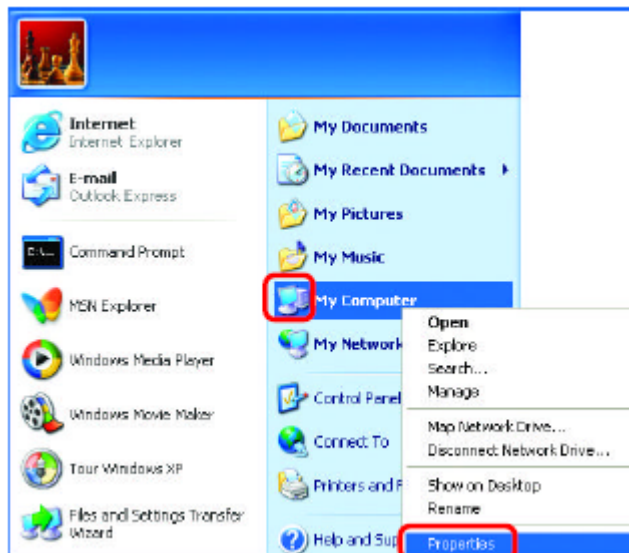 Internet
Internet Explorer
E-mail
Outlook Express
Command Prompt
MSN Explorer
Windows Media Player
Windows Movie Maker
Tour Windows XP
Files and Settings Transfer
Wizard
My Documents
My Recent Documents
My Pictures
My Music
My Computer
My Network
Control Panel
Connect To
Printers and F
Help and Sup
Open
Explore
Search...
Manage
Map Network Drive...
Disconnect Network Drive...
Show on Desktop
Rename
Properties